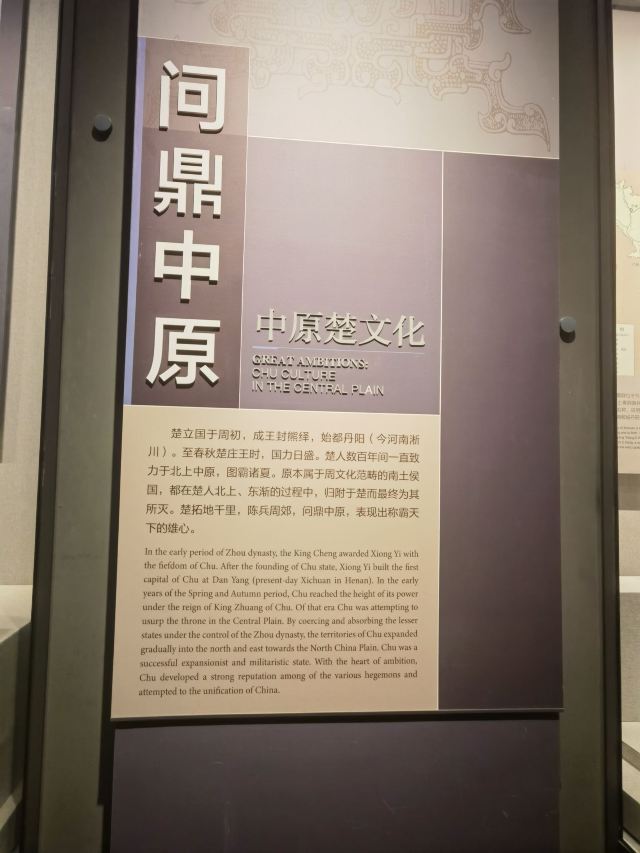 问鼎中原
中原楚文化
GREAT AMBITIONS:
CHU CULTURE
IN THE CENTRAL PLAIN
楚立国于周初，成王封熊绎，始都丹阳（今河南淅
川）。至春秋楚庄王时，国力日盛。楚人数百年间一直致
力于北上中原，图霸诸夏。原本属于周文化范畴的南土侯
国，都在楚人北上、东渐的过程中，归附于楚而最终为其
所灭。楚拓地千里，陈兵周郊，问鼎中原，表现出称霸天
下的雄心。
In the early period of Zhou dynasty, the King Cheng awarded Xiong Yi with
the fiefdom of Chu. After the founding of Chu state, Xiong Yi built the first
capital of Chu at Dan Yang (present-day Xichuan in Henan). In the early
years of the Spring and Autumn period, Chu reached the height of its power
under the reign of King Zhuang of Chu. Of that era Chu was attempting to
usurp the throne in the Central Plain. By coercing and absorbing the lesser
states under the control of the Zhou dynasty, the territories of Chu expanded
gradually into the north and east towards the North China Plain. Chu was a
successful expansionist and militaristic state. With the heart of ambition,
Chu developed a strong reputation among of the various hegemons and
attempted to the unification of China.